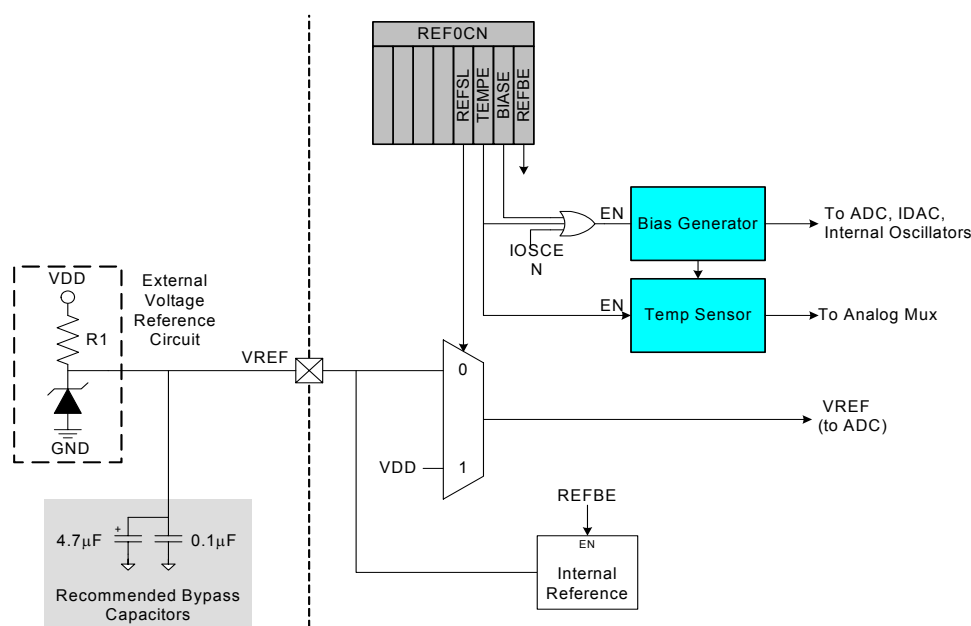 REF0CN
REFSL
TEMPE
BIASE
REFBE
EN
Bias Generator
To ADC, IDAC,
Internal Oscillators
IOSCE
N
EN
Temp Sensor
To Analog Mux
VDD
R1
GND
External
Voltage
Reference
Circuit
VREF
0
1
VDD
VREF
(to ADC)
REFBE
EN
Internal
Reference
+
4.7µF
0.1µF
Recommended Bypass
Capacitors